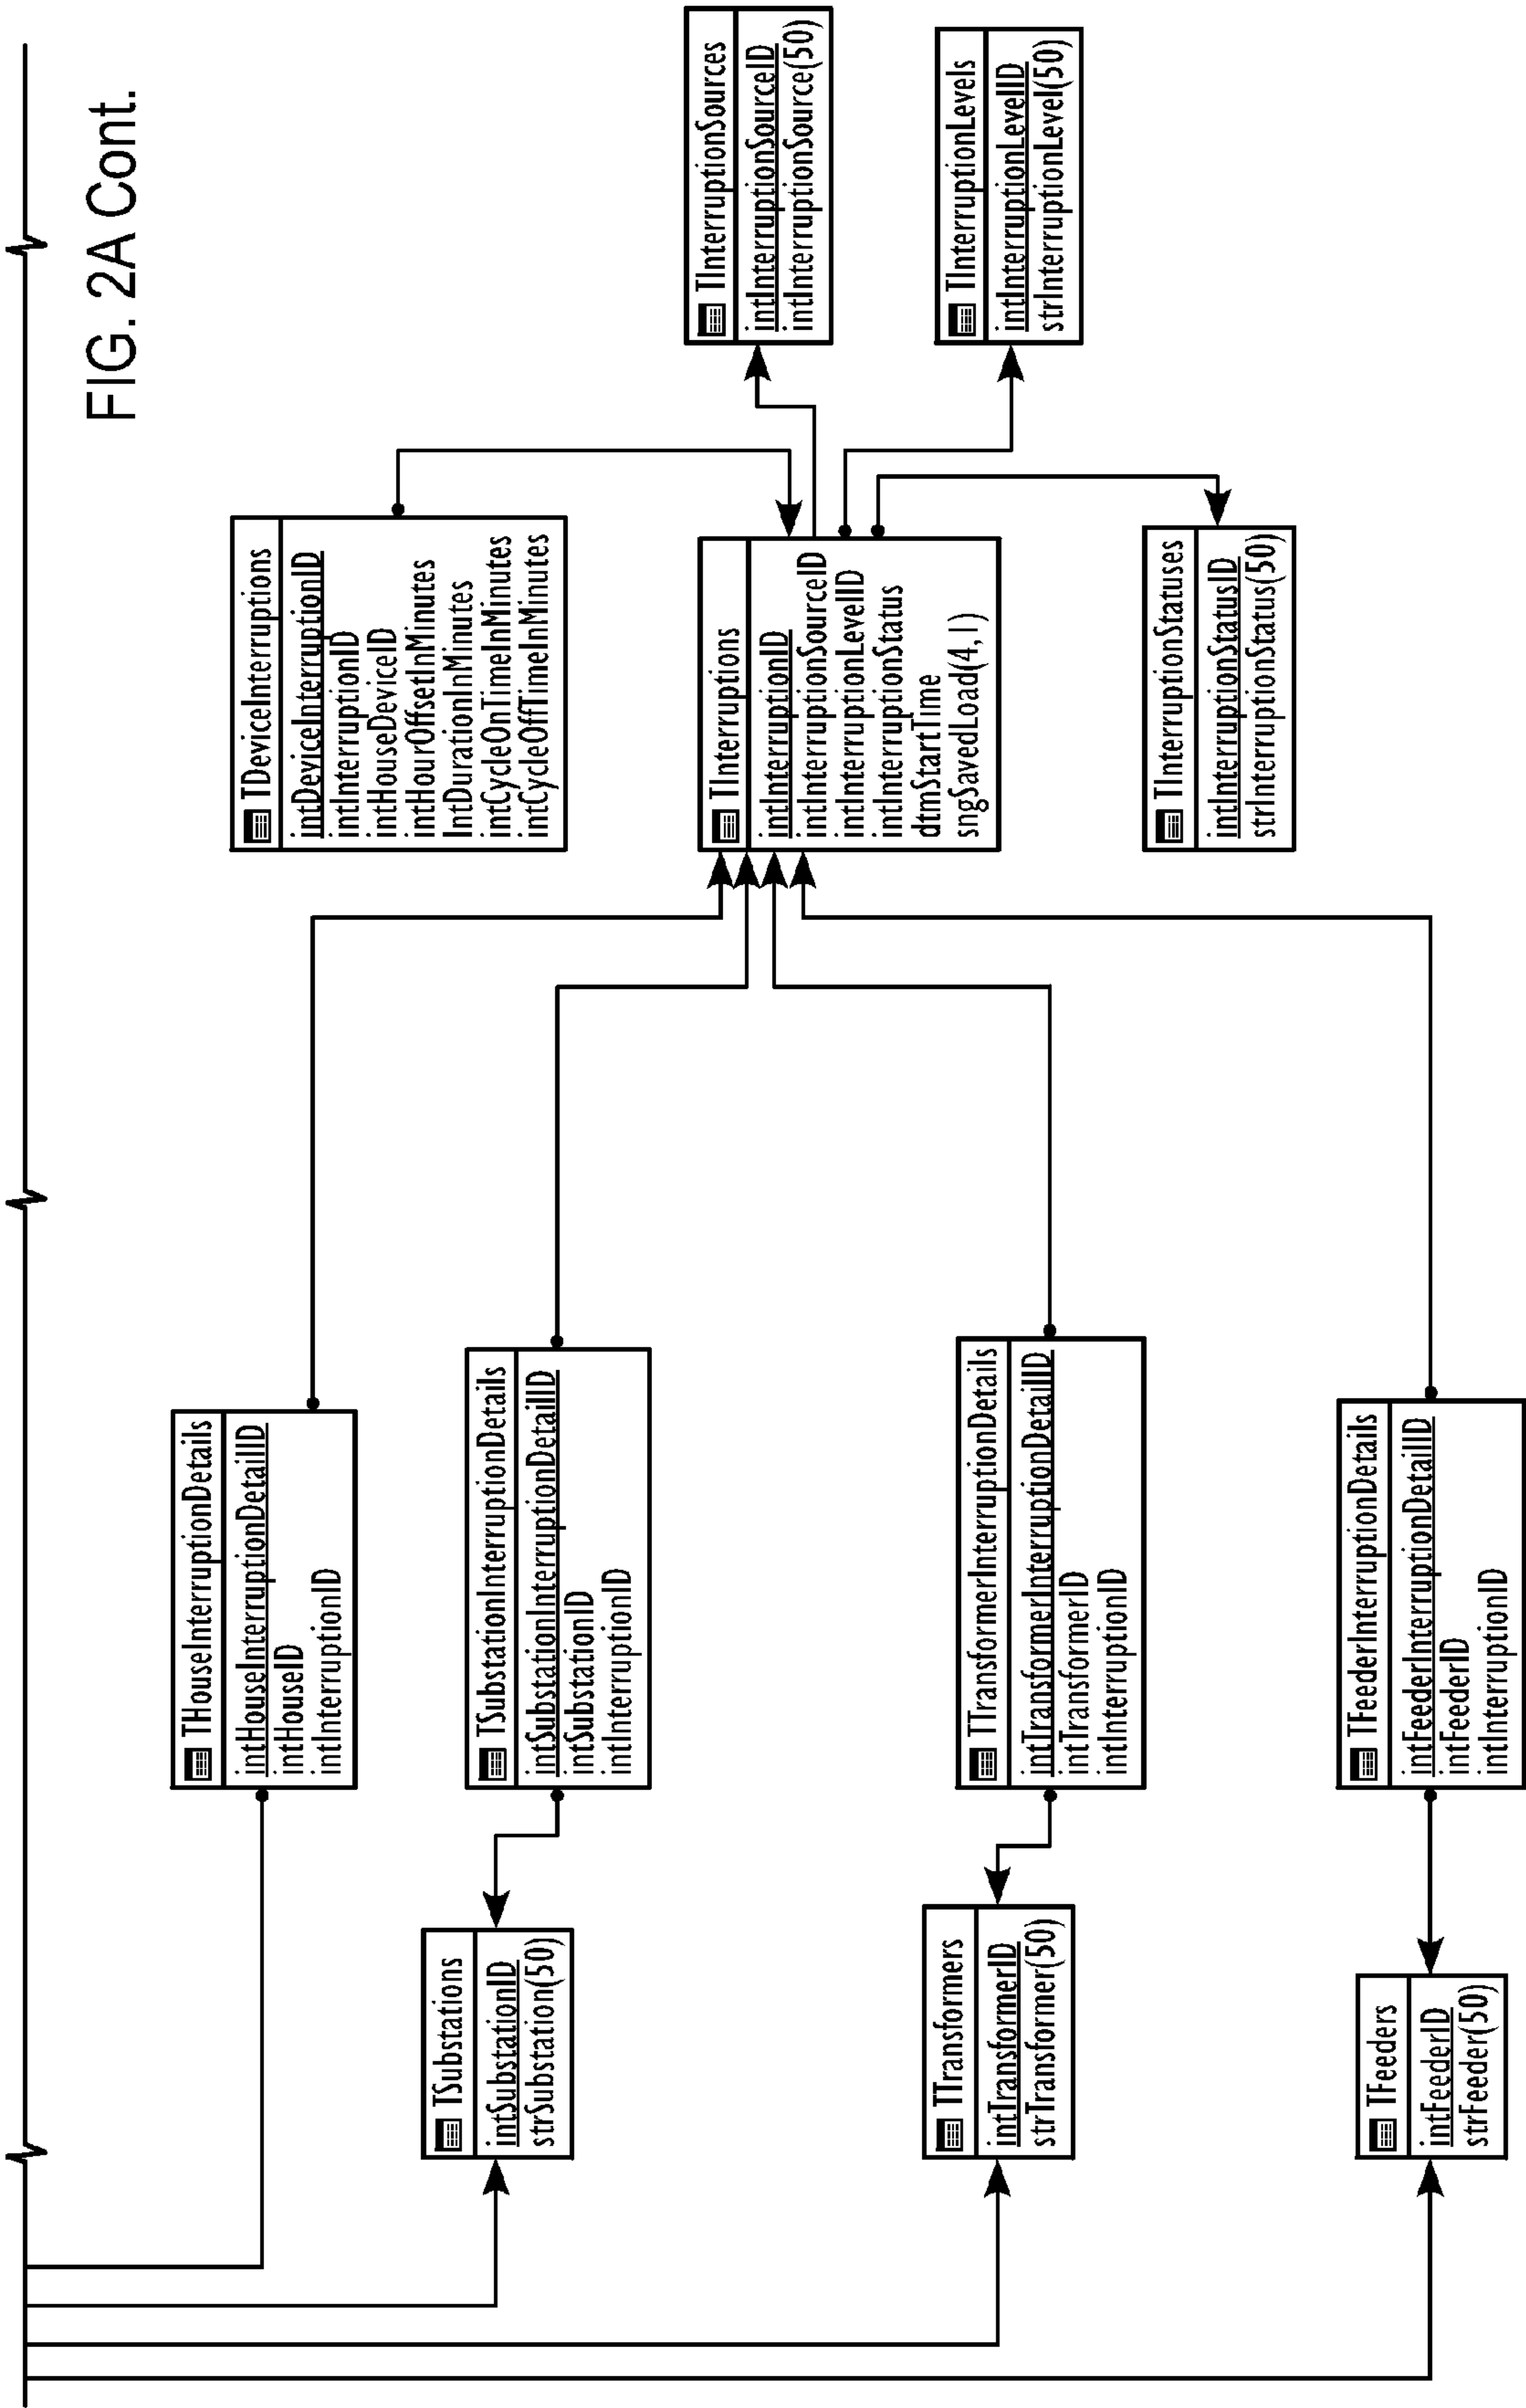 FIG. 2A Cont.
THouseInterruptionDetails
intHouseInterruptionDetailID
intHouseID
intInterruptionID
TDeviceInterruptions
intDeviceInterruptionID
intInterruptionID
intHouseDeviceID
intHourOffsetInMinutes
IntDurationInMinutes
intCycleOnTimeInMinutes
intCycleOffTimeInMinutes
TSubstations
intSubstationID
strSubstation(50)
TSubstationInterruptionDetails
intSubstationInterruptionDetailID
intSubstationID
intInterruptionID
TInterruptions
intInterruptionID
intInterruptionSourceID
intInterruptionLevelID
intInterruptionStatus
dtmStartTime
sngSavedLoad(4,1)
TInterruptionSources
intInterruptionSourceID
intInterruptionSource(50)
TTransformers
intTransformerID
strTransformer(50)
TTransformerInterruptionDetails
intTransformerInterruptionDetailID
intTransformerID
intInterruptionID
TInterruptionLevels
intInterruptionLevelID
strInterruptionLevel(50)
TInterruptionStatuses
intInterruptionStatusID
strInterruptionStatus(50)
TFeeders
intFeederID
strFeeder(50)
TFeederInterruptionDetails
intFeederInterruptionDetailID
intFeederID
intInterruptionID